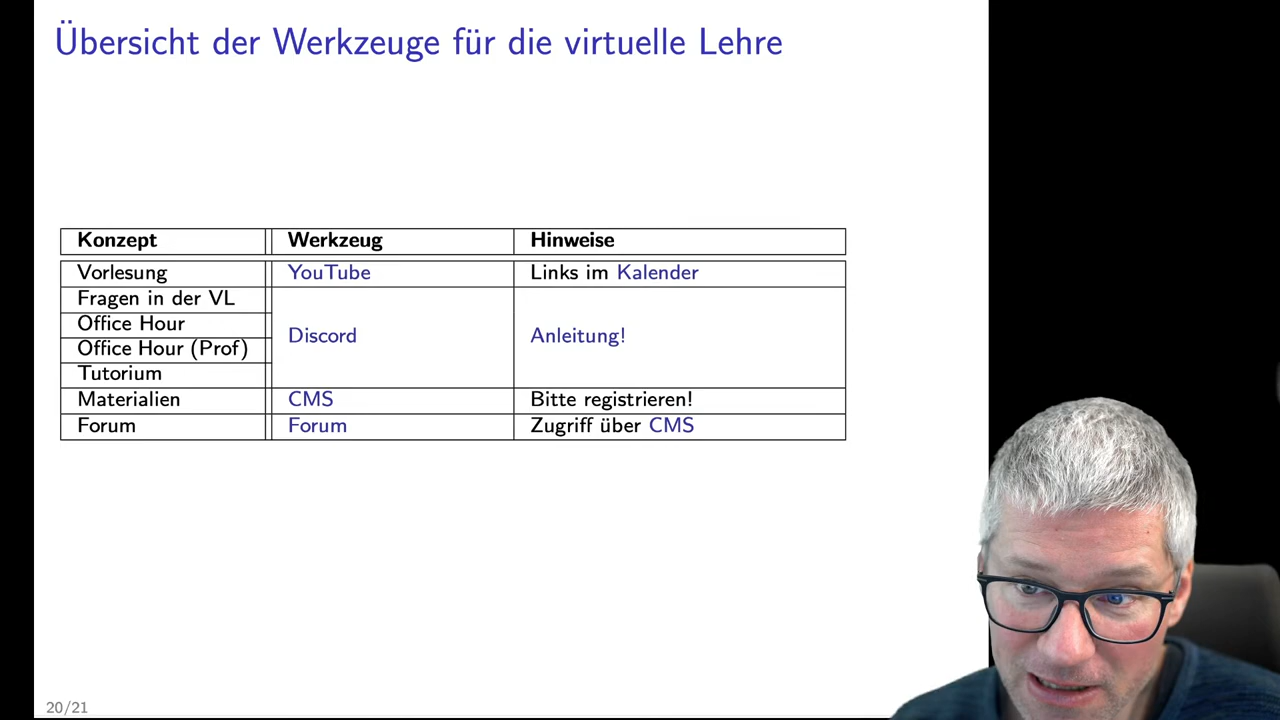 Übersicht der Werkzeuge für die virtuelle Lehre
Konzept Werkzeug Hinweise
Vorlesung YouTube Links im Kalender
Fragen in der VL
Office Hour
Discord Anleitung!
Office Hour (Prof)
Tutorium
Materialien CMS Bitte registrieren!
Forum Forum Zugriff über CMS
20/21